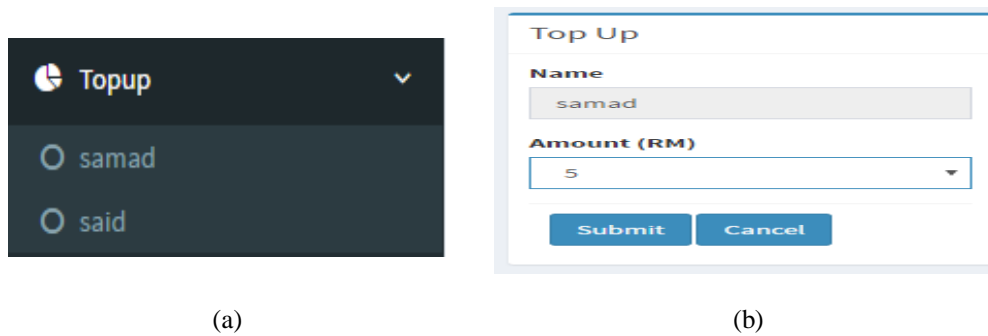 Topup
samad
said
(a)
Top Up
Name
samad
Amount (RM)
5
Submit Cancel
(b)